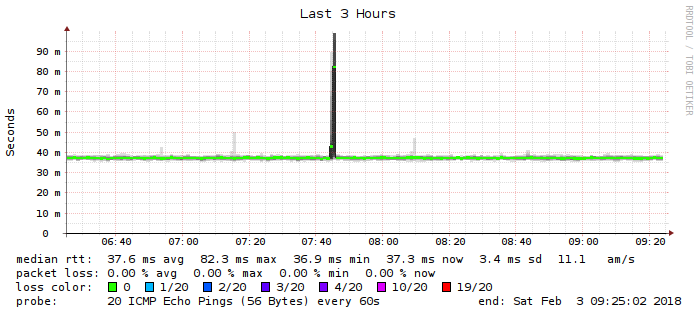 Last 3 Hours
RRDTOOL / TOBI OETIKER
Seconds
90 m
80 m
70 m
60 m
50 m
40 m
30 m
20 m
10 m
0
06:40 07:00 07:20 07:40 08:00 08:20 08:40 09:00 09:20
median rtt: 37.6 ms avg 82.3 ms max 36.9 ms min 37.3 ms now 3.4 ms sd 11.1 am/s
packet loss: 0.00 % avg 0.00 % max 0.00 % min 0.00 % now
loss color: 0 1/20 2/20 3/20 4/20 10/20 19/20
probe: 20 ICMP Echo Pings (56 Bytes) every 60s end: Sat Feb 3 09:25:02 2018